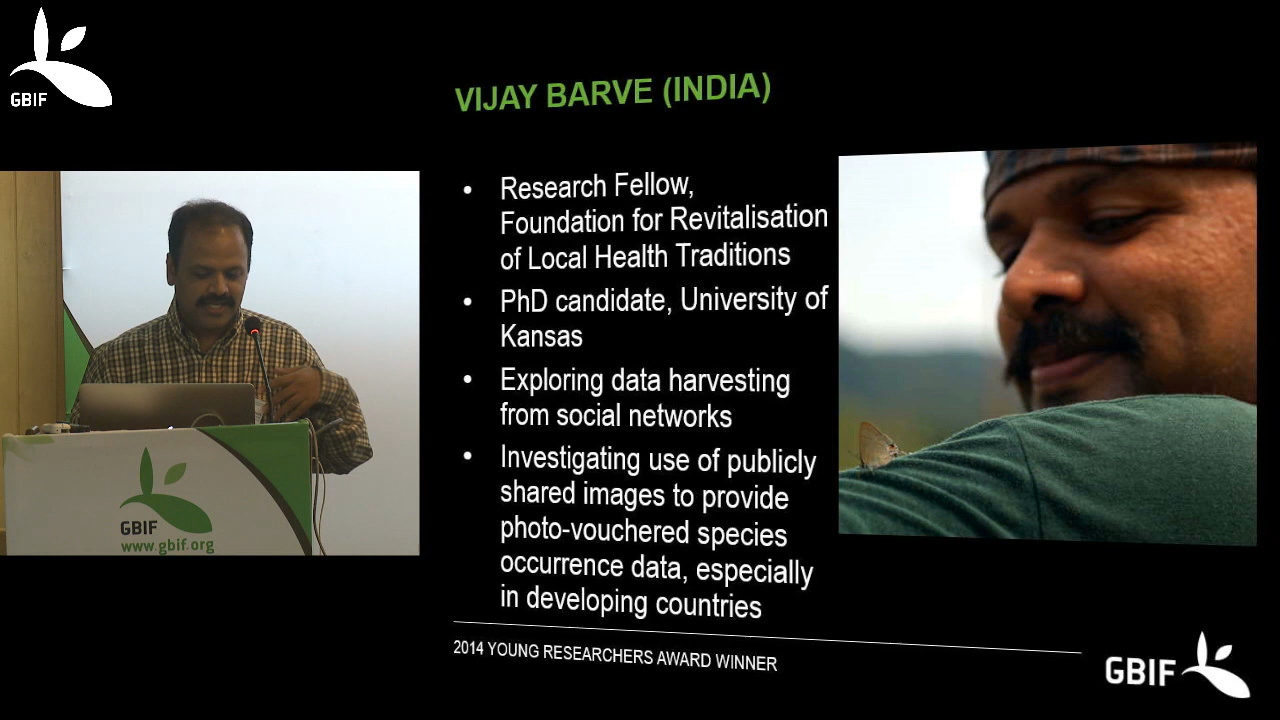 GBIF
VIJAY BARVE (INDIA)
• Research Fellow,
Foundation for Revitalisation
of Local Health Traditions
• PhD candidate, University of
Kansas
• Exploring data harvesting
from social networks
• Investigating use of publicly
shared images to provide
photo-vouchered species
occurrence data, especially
in developing countries
2014 YOUNG RESEARCHERS AWARD WINNER
GBIF
GBIF
www.gbif.org